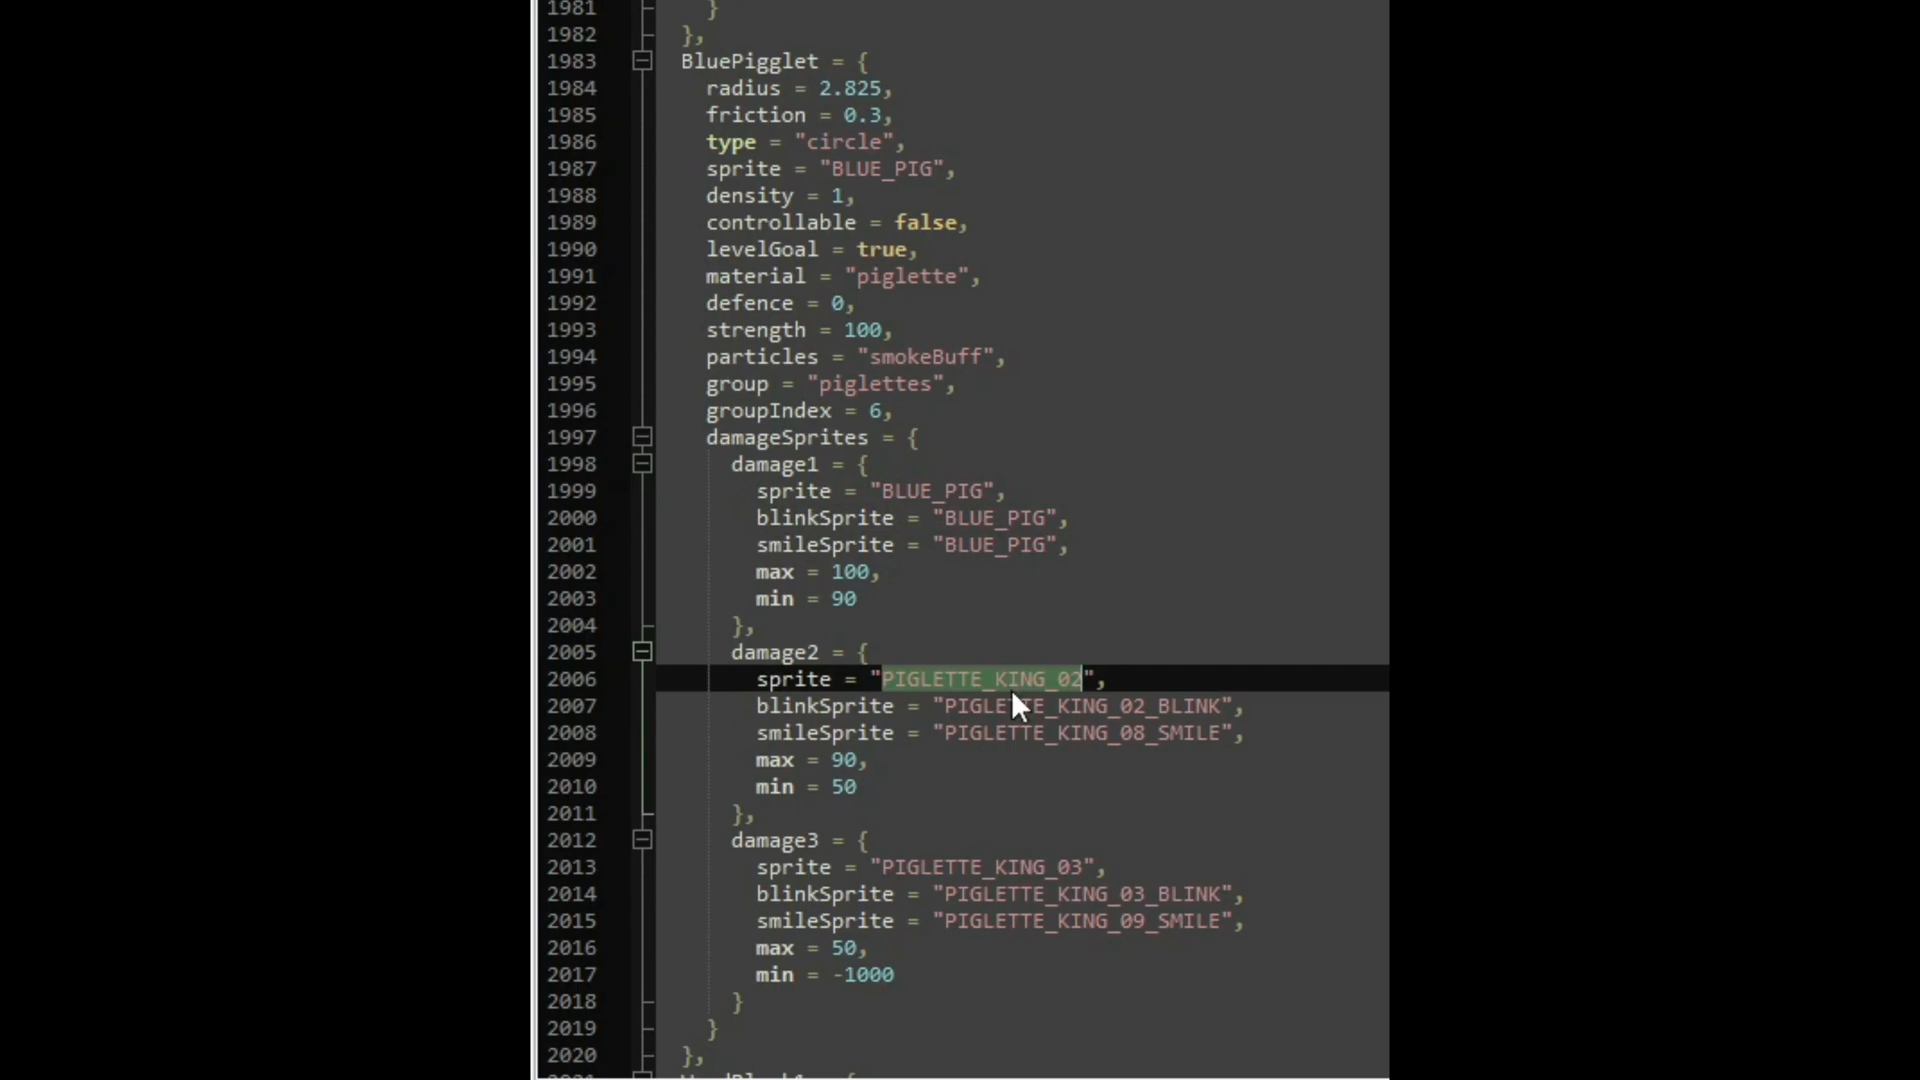 1981 }
1982 },
1983 BluePigglet = {
1984 radius = 2.825,
1985 friction = 0.3,
1986 type = "circle",
1987 sprite = "BLUE_PIG",
1988 density = 1,
1989 controllable = false,
1990 levelGoal = true,
1991 material = "piglette",
1992 defence = 0,
1993 strength = 100,
1994 particles = "smokeBuff",
1995 group = "piglettes",
1996 groupIndex = 6,
1997 damageSprites = {
1998 damage1 = {
1999 sprite = "BLUE_PIG",
2000 blinkSprite = "BLUE_PIG",
2001 smileSprite = "BLUE_PIG",
2002 max = 100,
2003 min = 90
2004 },
2005 damage2 = {
2006 sprite = "PIGLETTE_KING_02",
2007 blinkSprite = "PIGLETTE_KING_02_BLINK",
2008 smileSprite = "PIGLETTE_KING_08_SMILE",
2009 max = 90,
2010 min = 50
2011 },
2012 damage3 = {
2013 sprite = "PIGLETTE_KING_03",
2014 blinkSprite = "PIGLETTE_KING_03_BLINK",
2015 smileSprite = "PIGLETTE_KING_09_SMILE",
2016 max = 50,
2017 min = -1000
2018 }
2019 }
2020 },